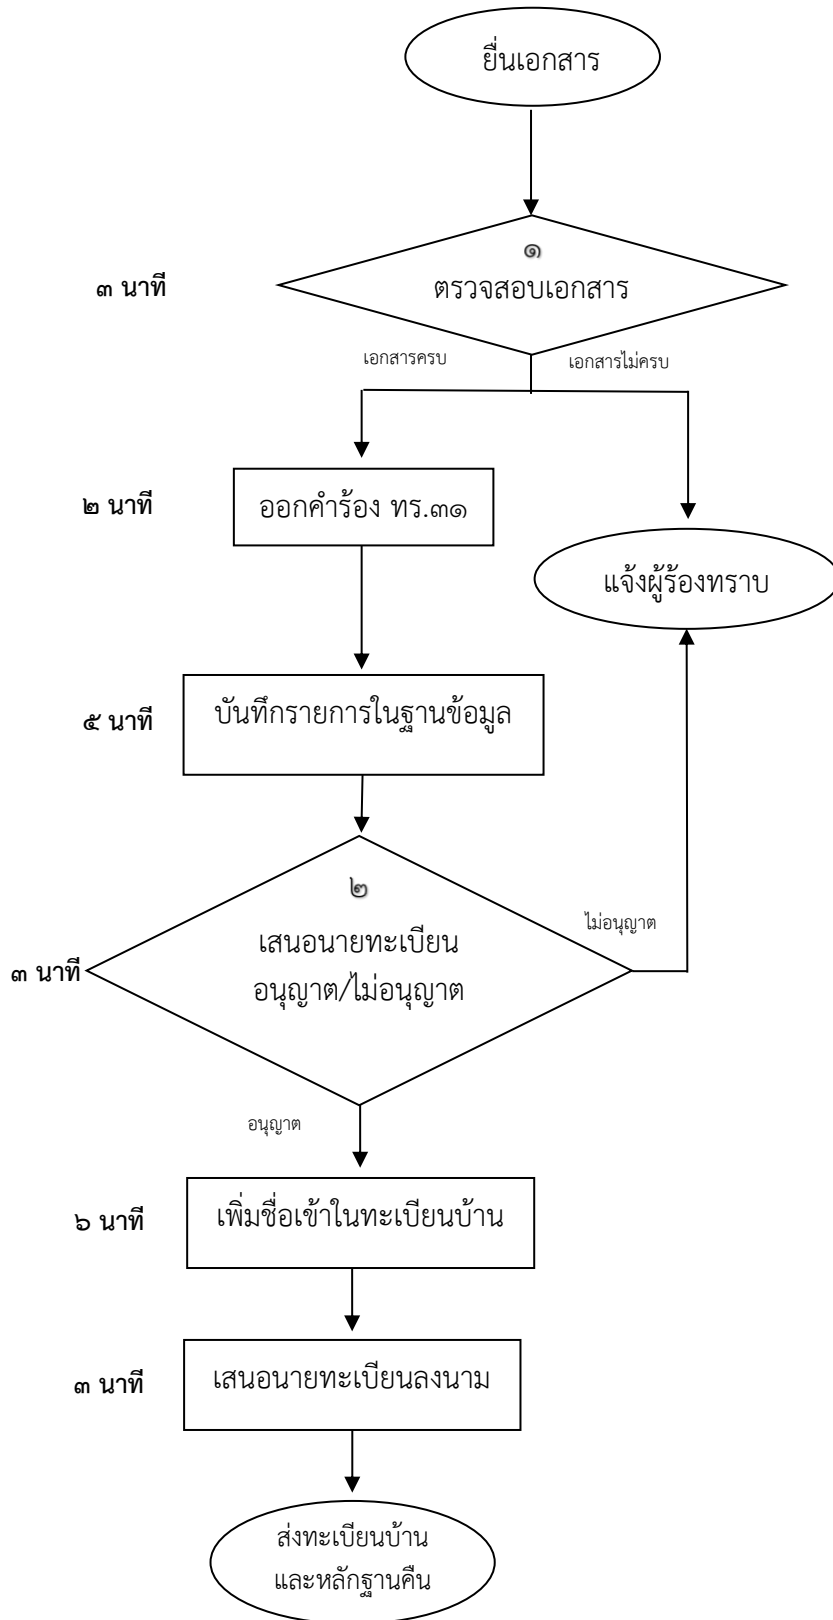 ยื่นเอกสาร
๑
๓ นาที
ตรวจสอบเอกสาร
เอกสารครบ
เอกสารไม่ครบ
๒ นาที
ออกคำร้อง ทร.๓๑
แจ้งผู้ร้องทราบ
๕ นาที
บันทึกรายการในฐานข้อมูล
๒
ไม่อนุญาต
เสนอนายทะเบียน
๓ นาที
อนุญาต/ไม่อนุญาต
อนุญาต
๖ นาที
เพิ่มชื่อเข้าในทะเบียนบ้าน
๓ นาที
เสนอนายทะเบียนลงนาม
ส่งทะเบียนบ้าน
และหลักฐานคืน